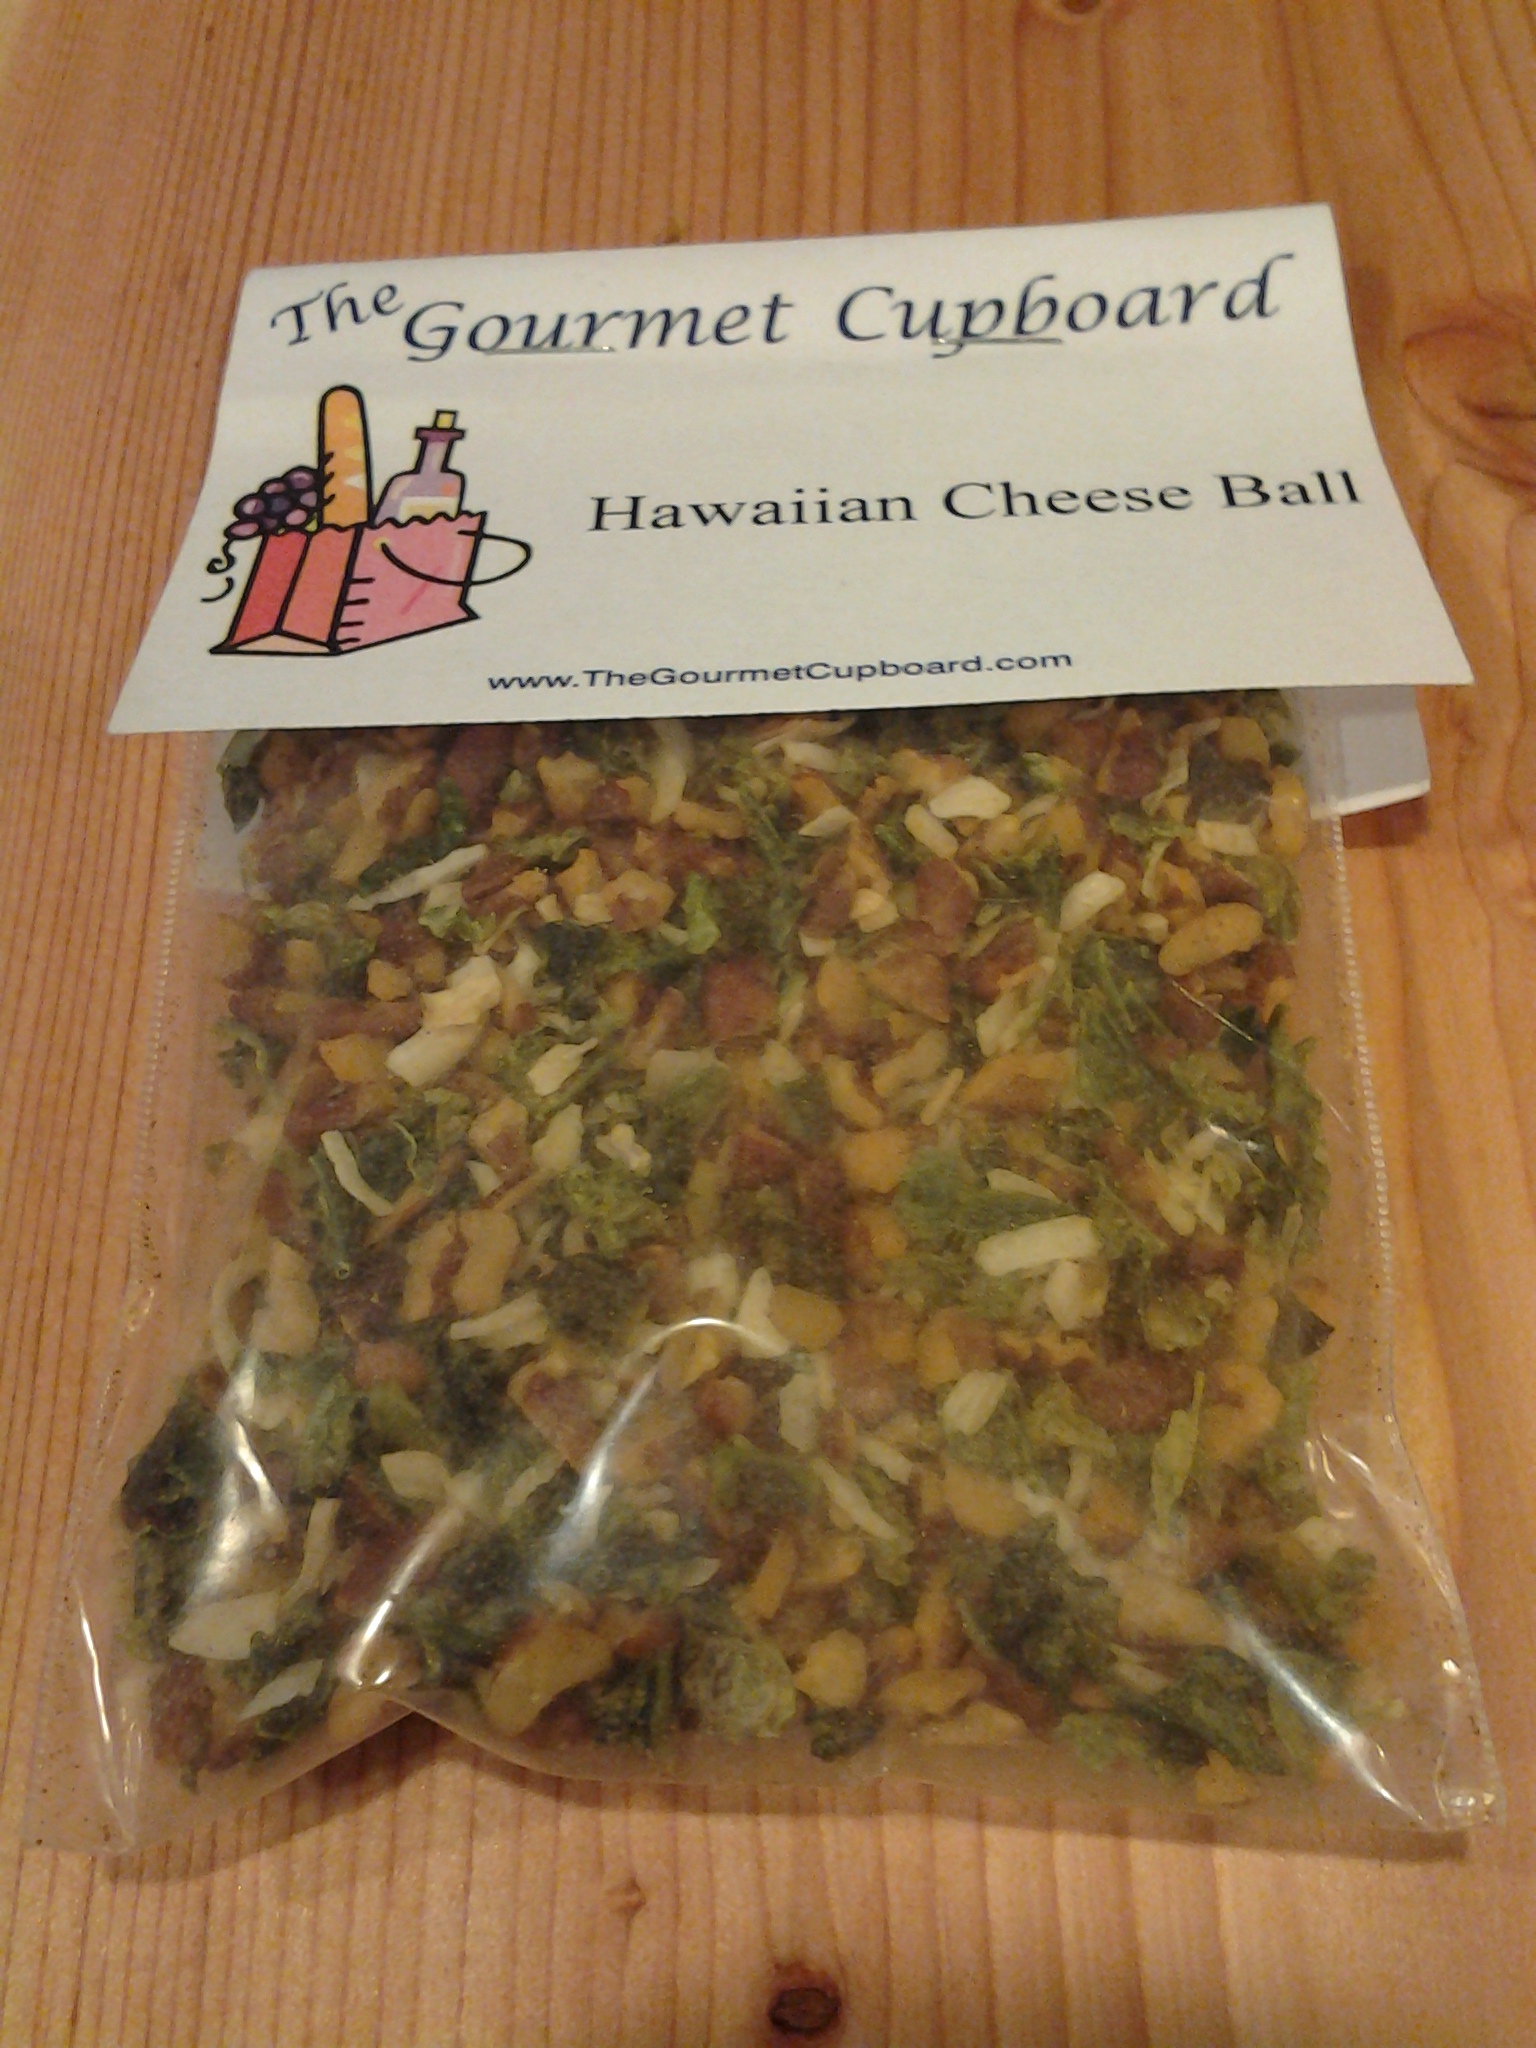 The Gourmet Cupboard
Hawaiian Cheese Ball
www.TheGourmetCupboard.com